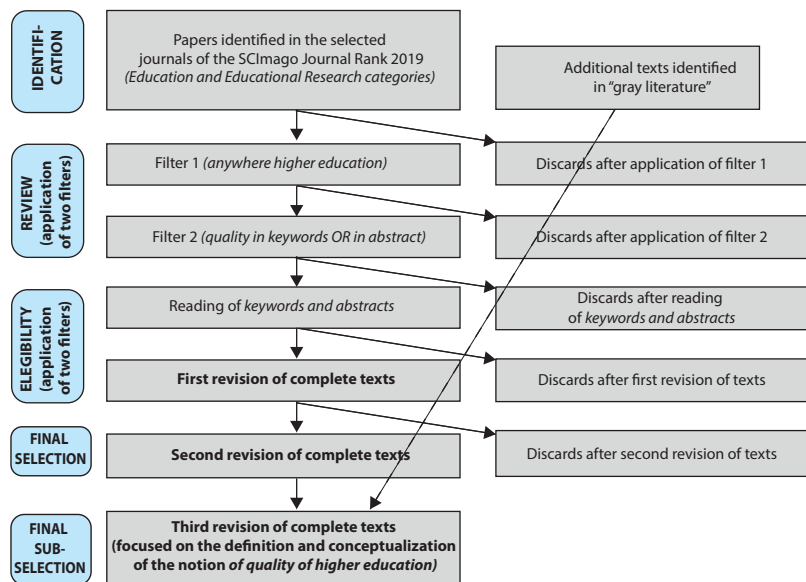 IDENTIFI-
CATION
Papers identified in the selected
journals of the SCImago Journal Rank 2019
(Education and Educational Research categories)
Additional texts identified
in “gray literature”
REVIEW
(application
of two filters)
Filter 1 (anywhere higher education)
Discards after application of filter 1
Filter 2 (quality in keywords OR in abstract)
Discards after application of filter 2
ELEGIBILITY
(application
of two filters)
Reading of keywords and abstracts
Discards after reading
of keywords and abstracts
First revision of complete texts
Discards after first revision of texts
FINAL
SELECTION
Second revision of complete texts
Discards after second revision of texts
FINAL
SUB-
SELECTION
Third revision of complete texts
(focused on the definition and conceptualization
of the notion of quality of higher education)